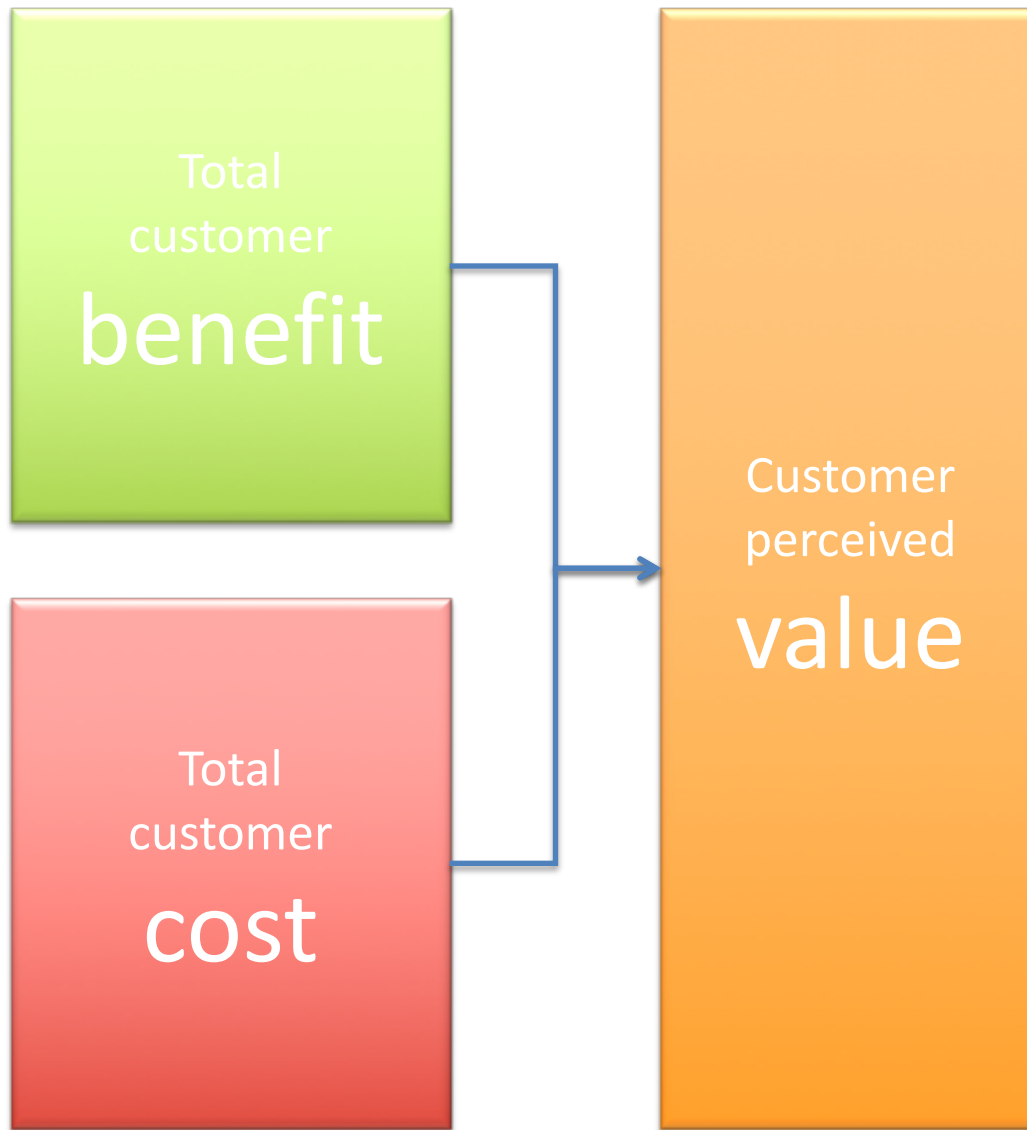 Total
customer
benefit
Total
customer
cost
Customer
perceived
value